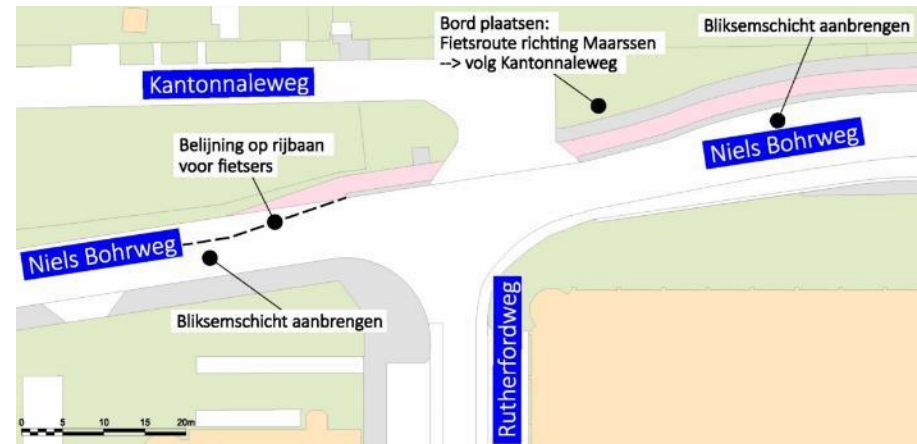 Bord plaatsen:
Fietsroute richting Maarssen
--> volg Kantonnaleweg
Bliksemschicht aanbrengen
Kantonnaleweg
Belijning op rijbaan
voor fietsers
Niels Bohrweg
Niels Bohrweg
Bliksemschicht aanbrengen
Rutherfordweg
0 5 10 15 20m